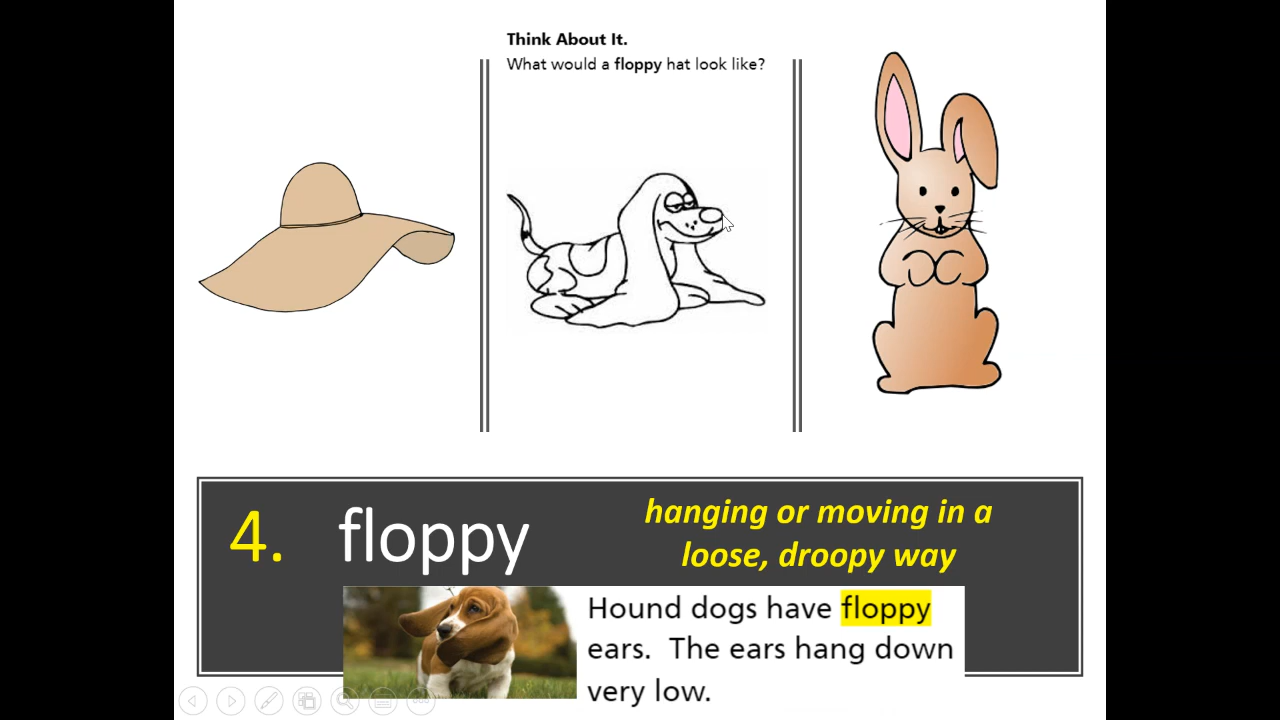 Think About It.
What would a floppy hat look like?
4. floppy
hanging or moving in a
loose, droopy way
Hound dogs have floppy
ears. The ears hang down
very low.